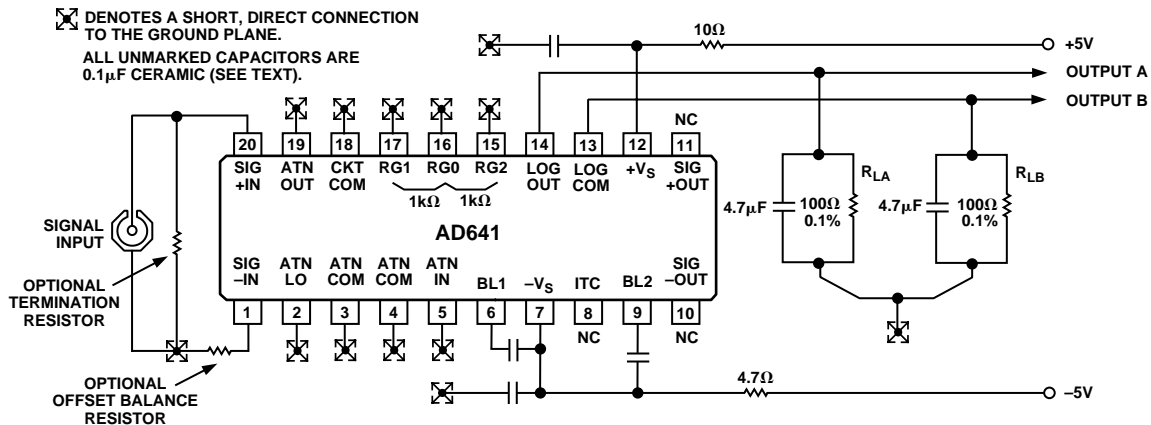 DENOTES A SHORT, DIRECT CONNECTION
TO THE GROUND PLANE.
ALL UNMARKED CAPACITORS ARE
0.1µF CERAMIC (SEE TEXT).
10Ω
+5V
OUTPUT A
OUTPUT B
NC
20 19 18 17 16 15 14 13 12 11
SIG +IN
ATN OUT
CKT COM
RG1
RG0
RG2
LOG OUT
LOG COM
+VS
SIG +OUT
1kΩ 1kΩ
AD641
SIGNAL
INPUT
SIG –IN
ATN LO
ATN COM
ATN COM
ATN IN
BL1
–VS
ITC
BL2
SIG –OUT
1 2 3 4 5 6 7 8 9 10
NC
NC
OPTIONAL
TERMINATION
RESISTOR
OPTIONAL
OFFSET BALANCE
RESISTOR
4.7Ω
–5V
RLA
4.7µF
100Ω
0.1%
RLB
4.7µF
100Ω
0.1%